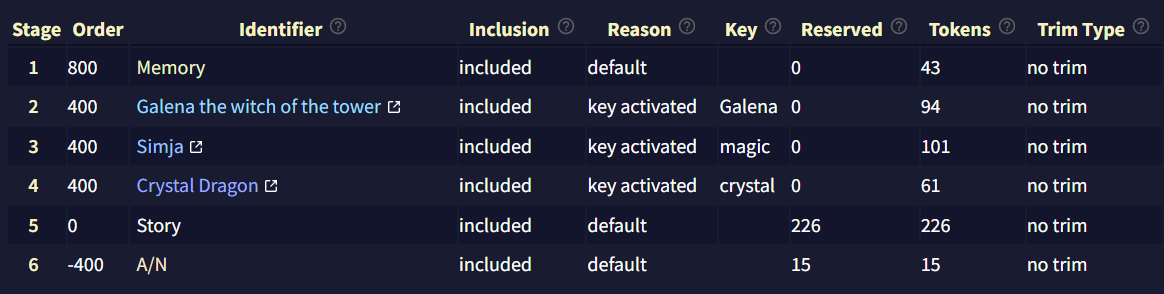 Stage Order Identifier ? Inclusion ? Reason ? Key ? Reserved ? Tokens ? Trim Type ?
1 800 Memory included default 0 43 no trim
2 400 Galena the witch of the tower included key activated Galena 0 94 no trim
3 400 Simja included key activated magic 0 101 no trim
4 400 Crystal Dragon included key activated crystal 0 61 no trim
5 0 Story included default 226 226 no trim
6 -400 A/N included default 15 15 no trim